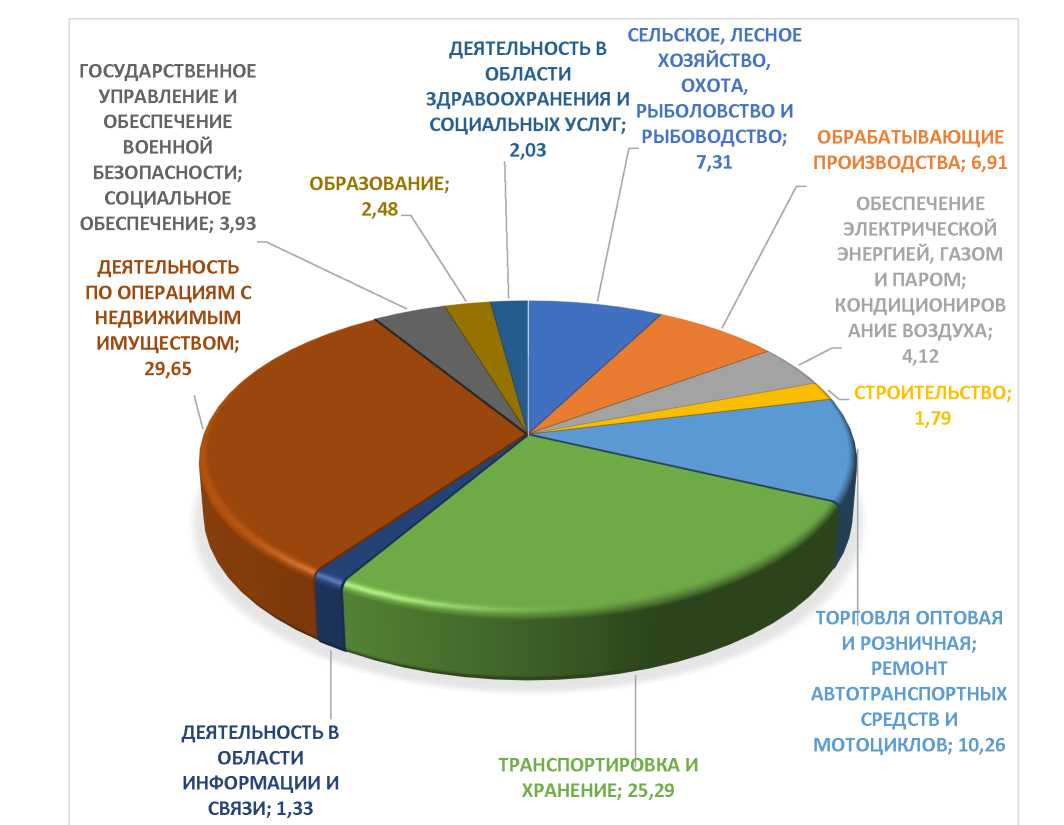 ГОСУДАРСТВЕННОЕ
УПРАВЛЕНИЕ И
ОБЕСПЕЧЕНИЕ
ВОЕННОЙ
БЕЗОПАСНОСТИ;
СОЦИАЛЬНОЕ
ОБЕСПЕЧЕНИЕ; 3,93
ОБРАЗОВАНИЕ;
2,48
ДЕЯТЕЛЬНОСТЬ В
ОБЛАСТИ
ЗДРАВООХРАНЕНИЯ И
СОЦИАЛЬНЫХ УСЛУГ;
2,03
СЕЛЬСКОЕ, ЛЕСНОЕ
ХОЗЯЙСТВО,
ОХОТА,
РЫБОЛОВСТВО И
РЫБОВОДСТВО;
7,31
ОБРАБАТЫВАЮЩИЕ
ПРОИЗВОДСТВА; 6,91
ОБЕСПЕЧЕНИЕ
ЭЛЕКТРИЧЕСКОЙ
ЭНЕРГИЕЙ, ГАЗОМ
И ПАРОМ;
КОНДИЦИОНИРОВ
АНИЕ ВОЗДУХА;
4,12
СТРОИТЕЛЬСТВО;
1,79
ДЕЯТЕЛЬНОСТЬ
ПО ОПЕРАЦИЯМ С
НЕДВИЖИМЫМ
ИМУЩЕСТВОМ;
29,65
ТОРГОВЛЯ ОПТОВАЯ
И РОЗНИЧНАЯ;
РЕМОНТ
АВТОТРАНСПОРТНЫХ
СРЕДСТВ И
МОТОЦИКЛОВ; 10,26
ДЕЯТЕЛЬНОСТЬ В
ОБЛАСТИ
ИНФОРМАЦИИ И
СВЯЗИ; 1,33
ТРАНСПОРТИРОВКА И
ХРАНЕНИЕ; 25,29